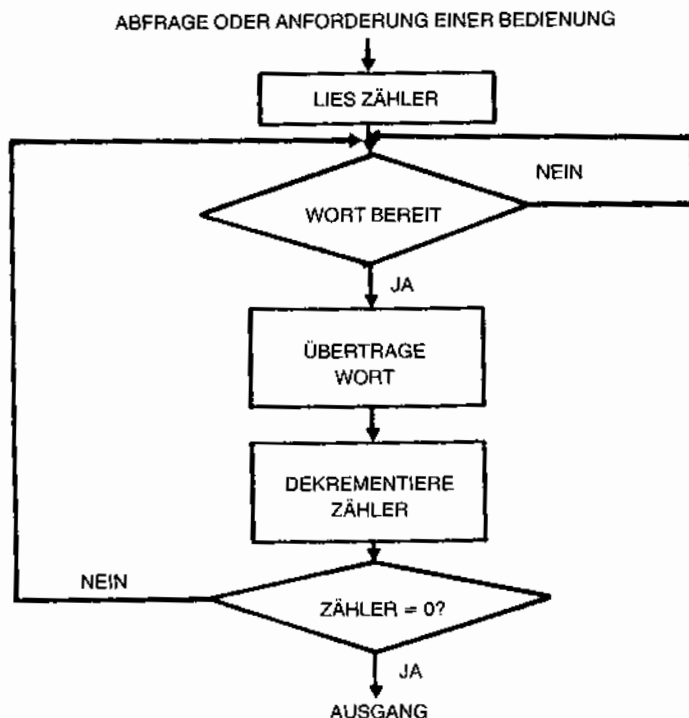 ABFRAGE ODER ANFORDERUNG EINER BEDIENUNG
LIES ZÄHLER
NEIN
WORT BEREIT
JA
ÜBERTRAGE
WORT
DEKREMENTIERE
ZÄHLER
NEIN
ZÄHLER = 0?
JA
AUSGANG